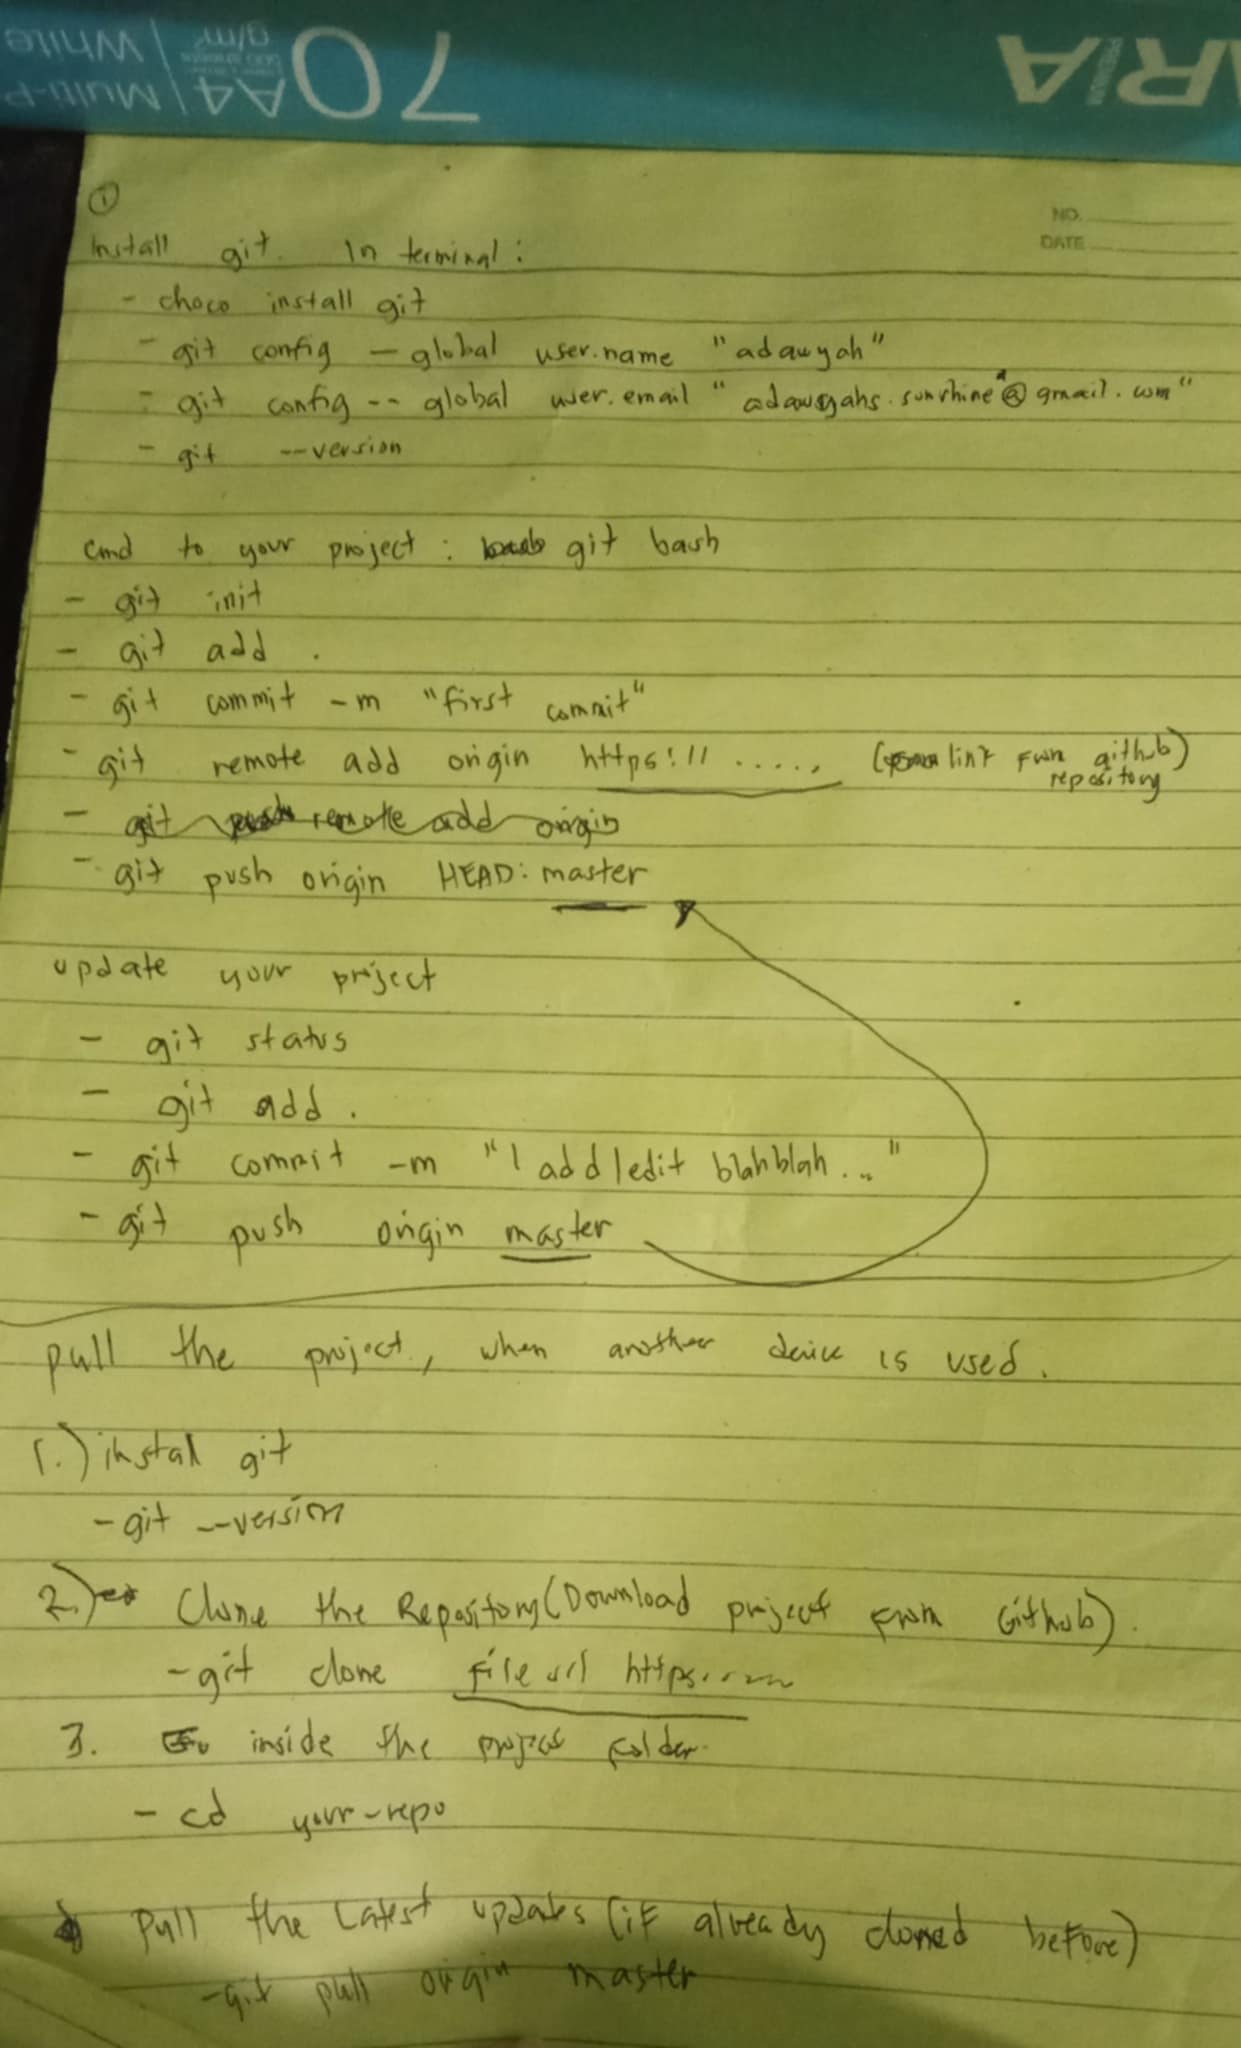 70 A4 | Multi-P
g/m² | White
①
NO.
DATE
Install git. In terminal :
- choco install git
- git config — global user.name "adawyah"
- git config -- global user.email "adawyahs.sunshine@gmail.com"
- git --version
cmd to your project : git bash
- git init
- git add .
- git commit -m "first commit"
- git remote add origin https:// ..... (link from github repository)
- git push remote add origin
- git push origin HEAD: master
update your project
- git status
- git add .
- git commit -m "I add/edit blahblah..."
- git push origin master
pull the project, when another device is used.
1.) instal git
- git --version
2.) Clone the Repository (Download project from Github).
- git clone file url https.....
3. inside the project folder.
- cd your-repo
Pull the Latest updates (if already cloned before)
- git pull origin master